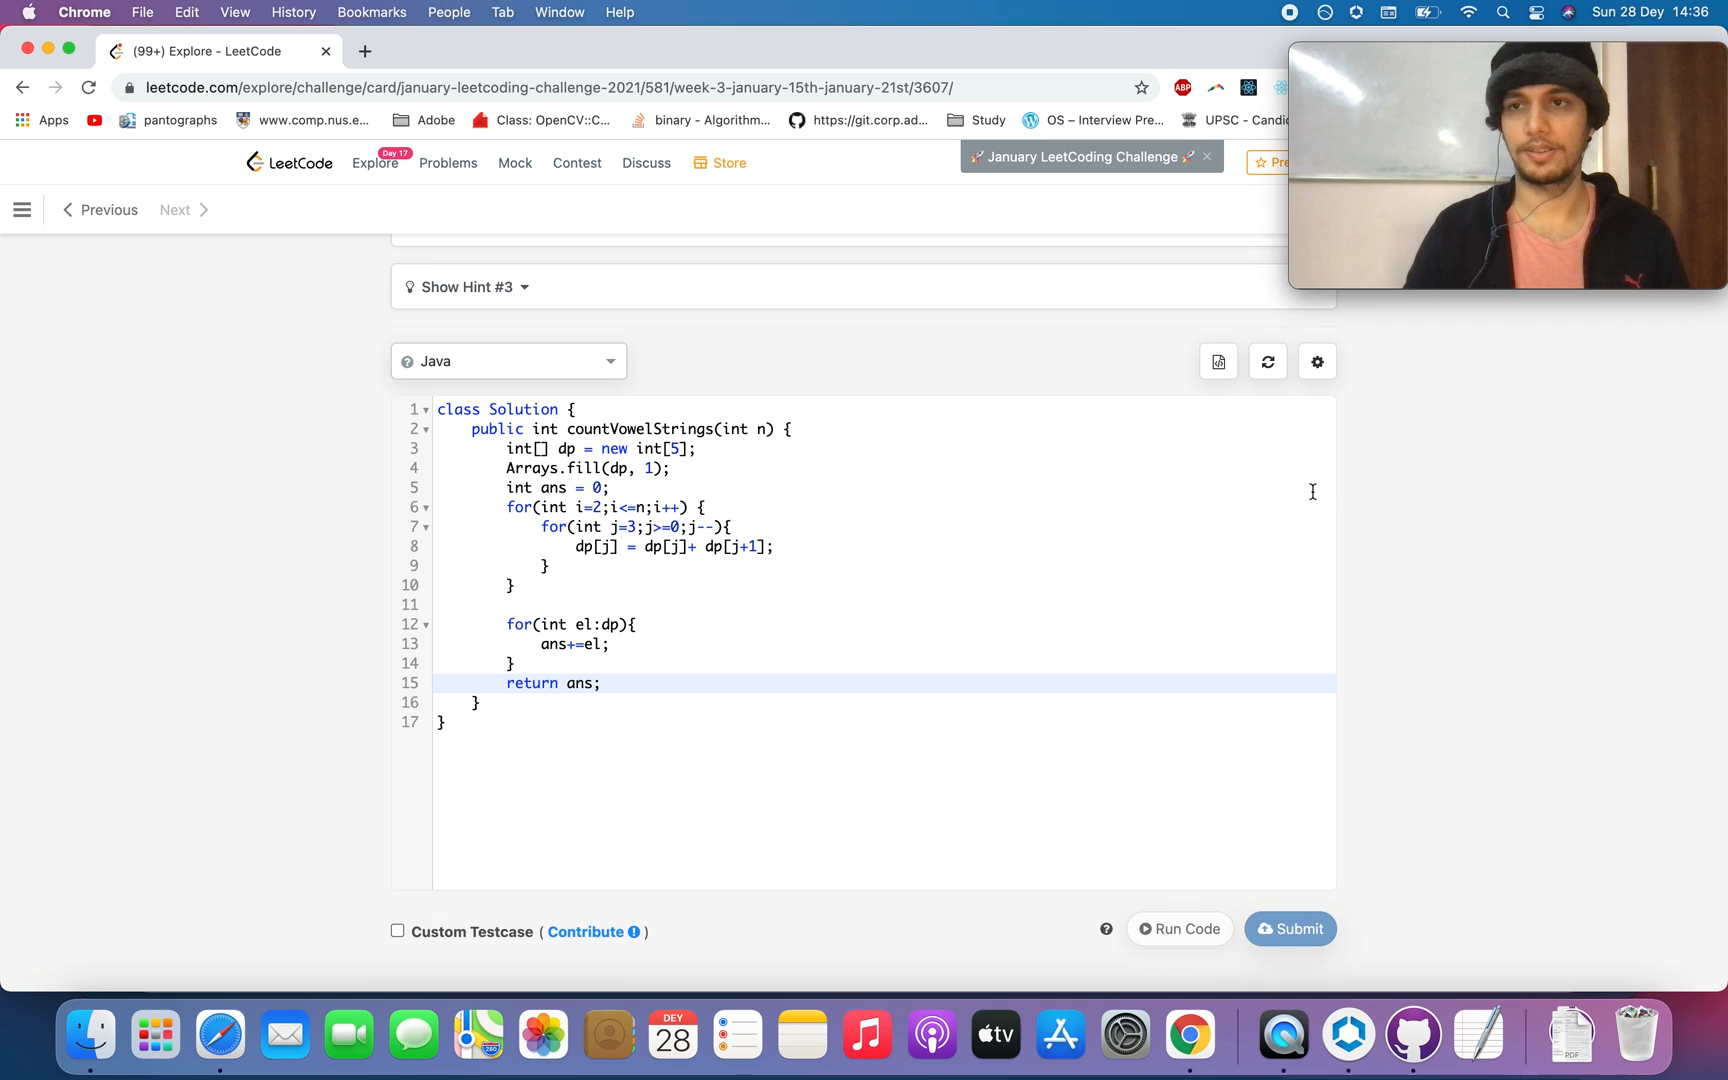 Chrome File Edit View History Bookmarks People Tab Window Help Sun 28 Dey 14:36
(99+) Explore - LeetCode
leetcode.com/explore/challenge/card/january-leetcoding-challenge-2021/581/week-3-january-15th-january-21st/3607/ ABP
Apps pantographs www.comp.nus.e... Adobe Class: OpenCV::C... binary - Algorithm... https://git.corp.ad... Study OS – Interview Pre... UPSC - Candic
LeetCode Explore Day 17 Problems Mock Contest Discuss Store January LeetCoding Challenge Pre
Previous Next
Show Hint #3
Java
1 class Solution {
2 public int countVowelStrings(int n) {
3 int[] dp = new int[5];
4 Arrays.fill(dp, 1);
5 int ans = 0;
6 for(int i=2;i<=n;i++) {
7 for(int j=3;j>=0;j--){
8 dp[j] = dp[j]+ dp[j+1];
9 }
10 }
11
12 for(int el:dp){
13 ans+=el;
14 }
15 return ans;
16 }
17 }
Custom Testcase ( Contribute )
Run Code Submit
DEY
28
280
tv
PDF